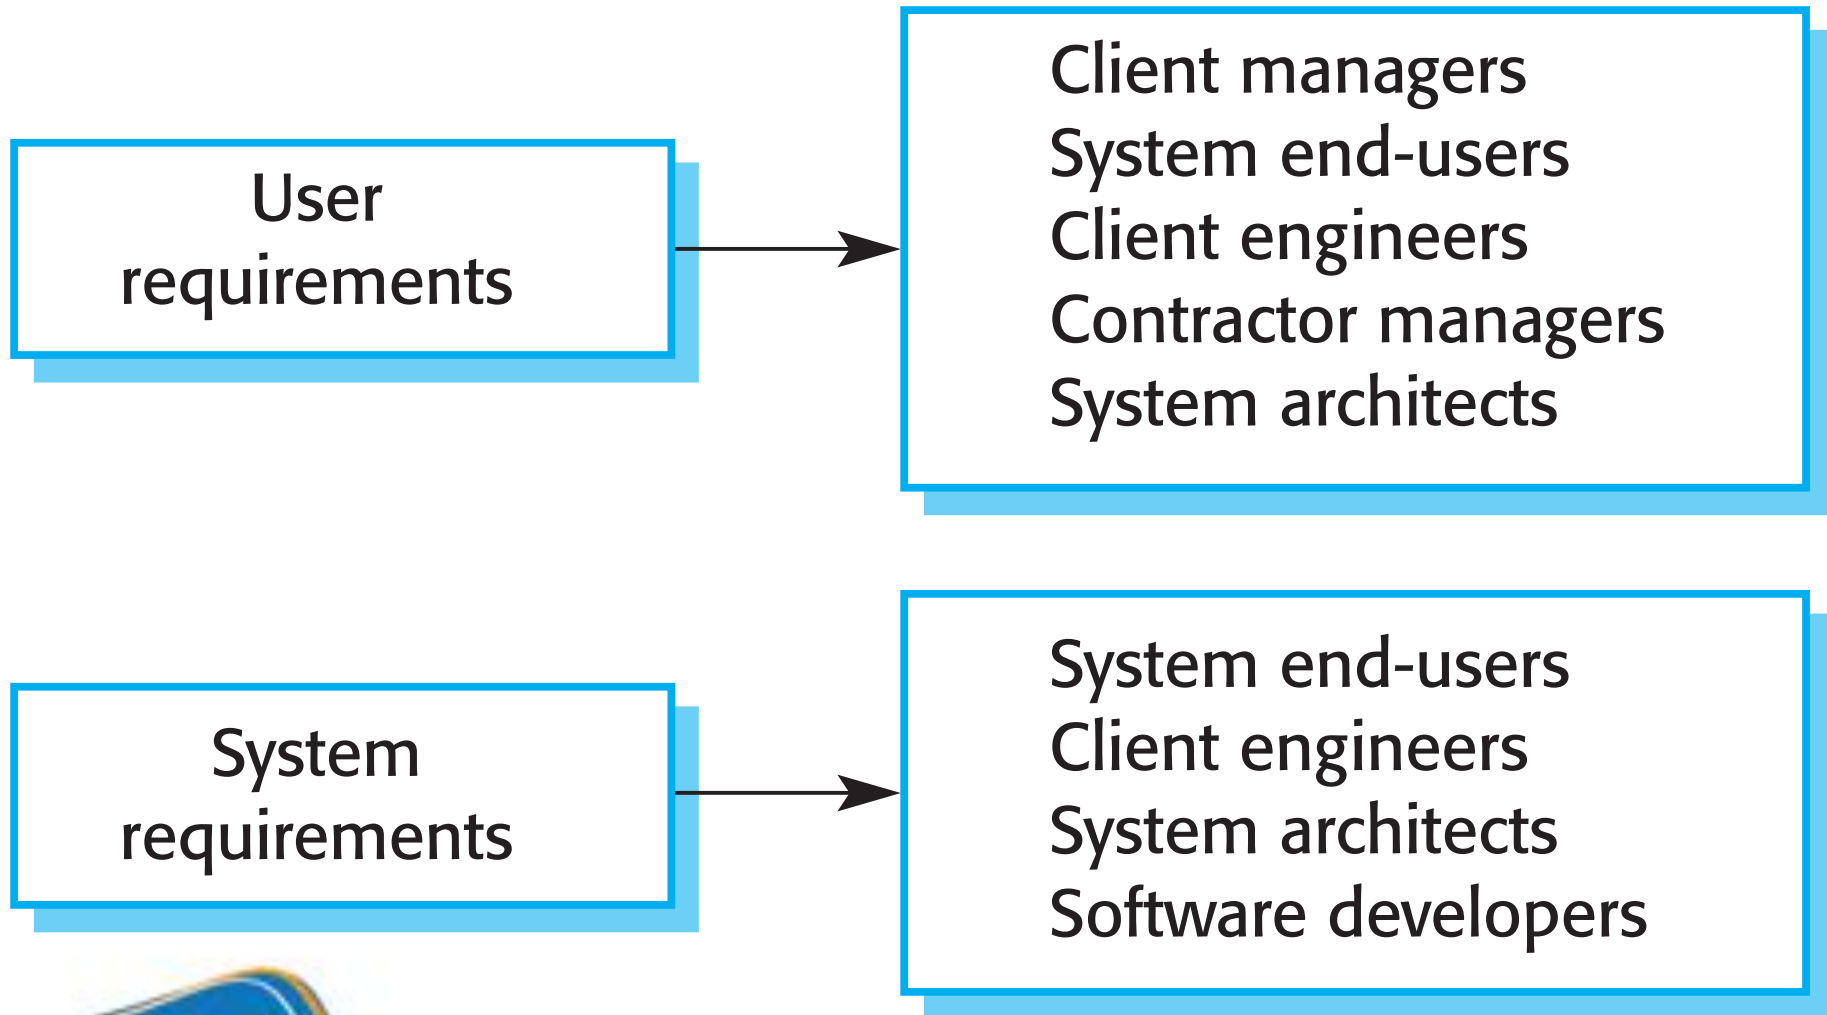 User
requirements
Client managers
System end-users
Client engineers
Contractor managers
System architects
System
requirements
System end-users
Client engineers
System architects
Software developers